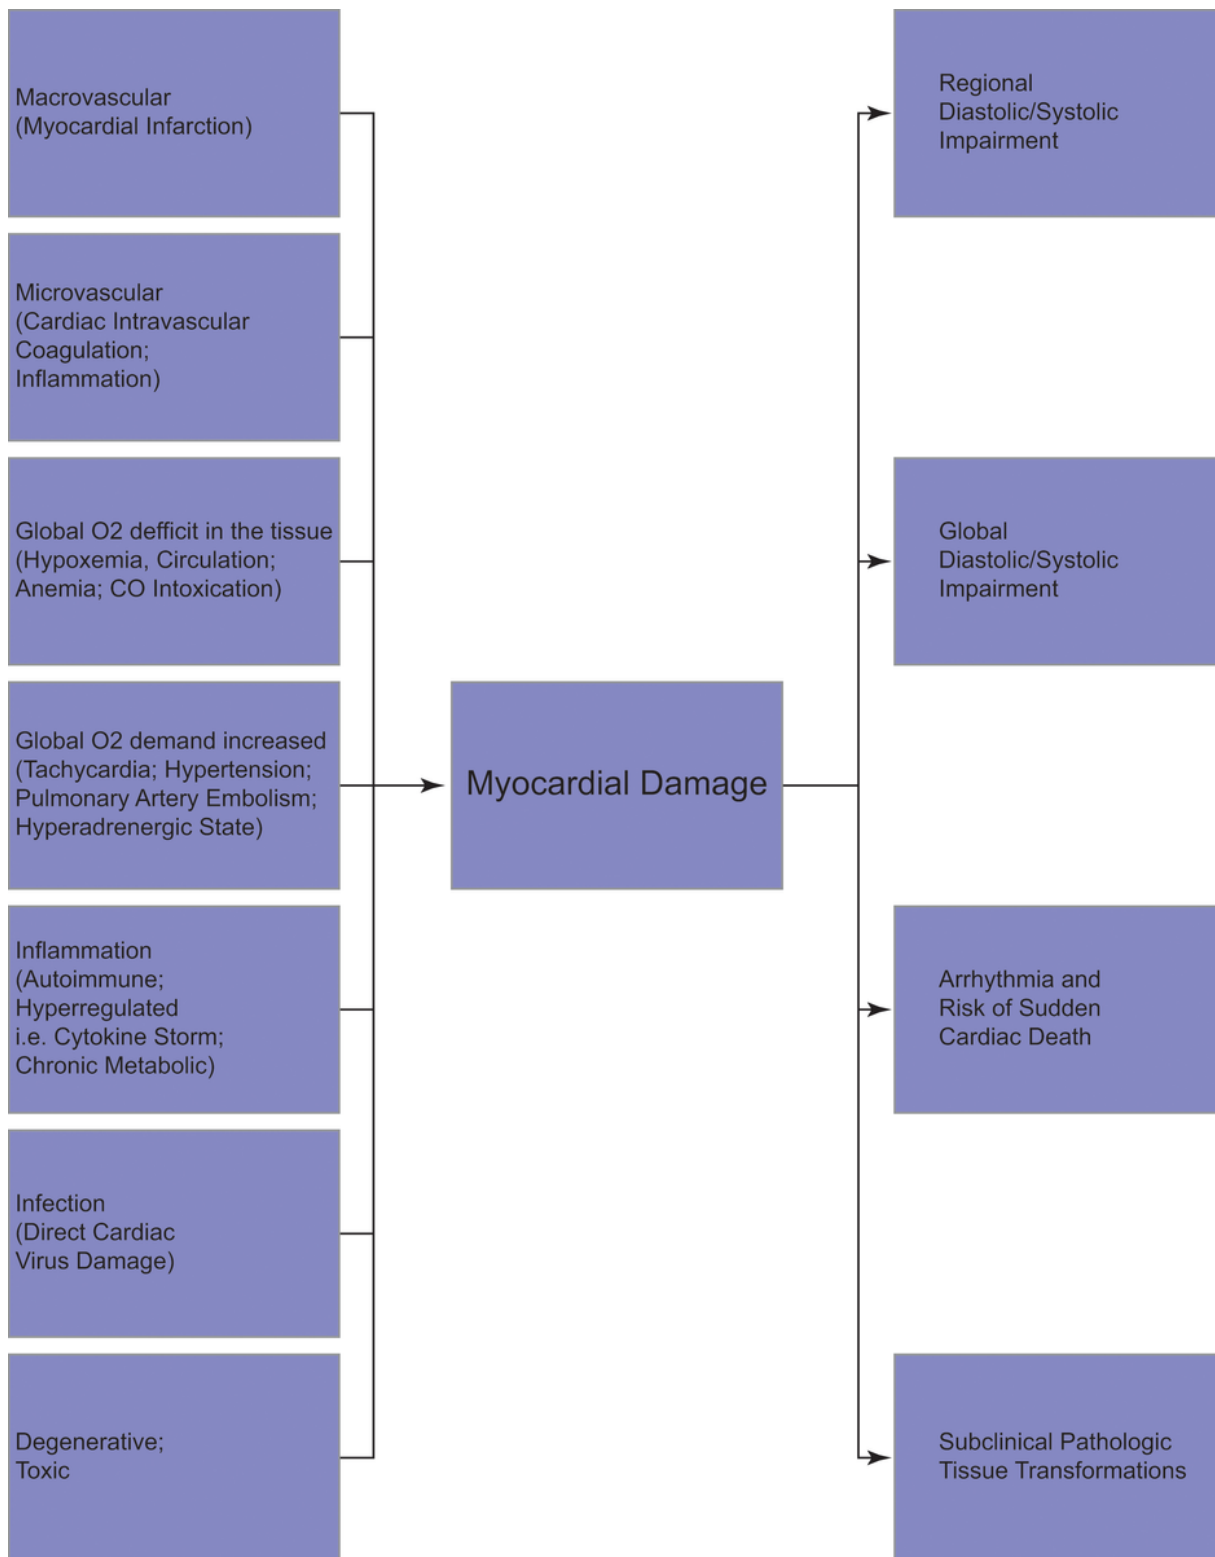 Macrovascular
(Myocardial Infarction)
Microvascular
(Cardiac Intravascular
Coagulation;
Inflammation)
Global O2 defficit in the tissue
(Hypoxemia, Circulation;
Anemia; CO Intoxication)
Global O2 demand increased
(Tachycardia; Hypertension;
Pulmonary Artery Embolism;
Hyperadrenergic State)
Inflammation
(Autoimmune;
Hyperregulated
i.e. Cytokine Storm;
Chronic Metabolic)
Infection
(Direct Cardiac
Virus Damage)
Degenerative;
Toxic
Myocardial Damage
Regional
Diastolic/Systolic
Impairment
Global
Diastolic/Systolic
Impairment
Arrhythmia and
Risk of Sudden
Cardiac Death
Subclinical Pathologic
Tissue Transformations